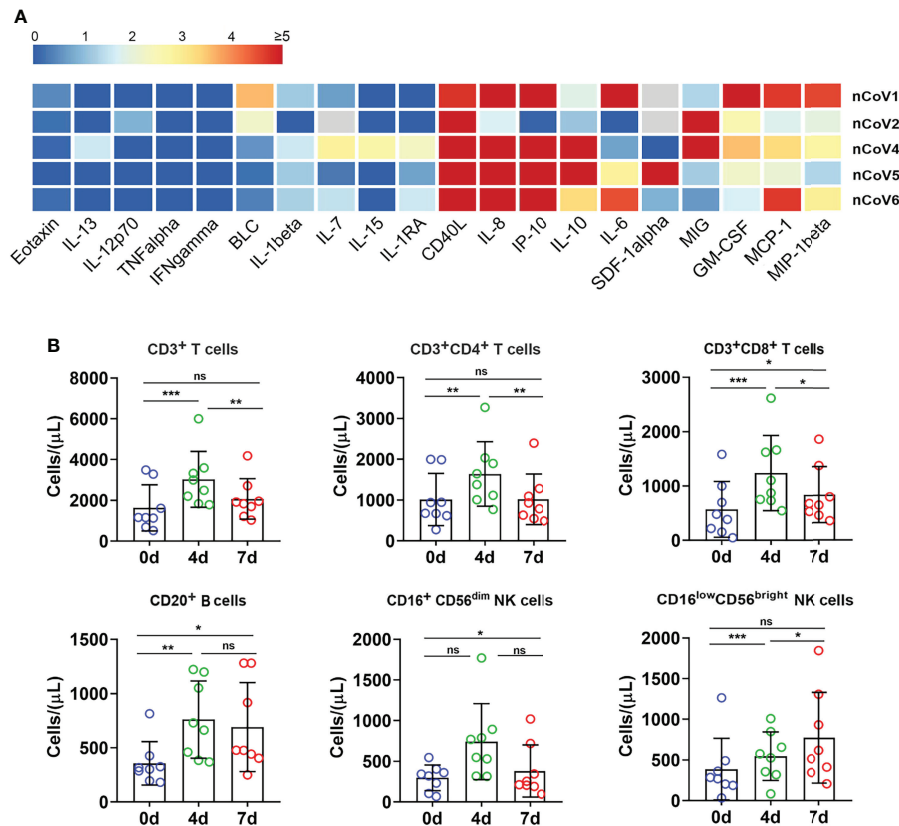 A
0 1 2 3 4 ≥5
nCoV1
nCoV2
nCoV4
nCoV5
nCoV6
Eotaxin IL-13 IL-12p70 TNFalpha IFNgamma BLC IL-1beta IL-7 IL-15 IL-1RA CD40L IL-8 IP-10 IL-10 IL-6 SDF-1alpha MIG GM-CSF MCP-1 MIP-1beta
B
CD3+ T cells
ns
*** **
8000
6000
4000
2000
0
Cells/(μL)
0d 4d 7d
CD3+CD4+ T cells
ns
** **
4000
3000
2000
1000
0
Cells/(μL)
0d 4d 7d
CD3+CD8+ T cells
*
*** *
3000
2000
1000
0
Cells/(μL)
0d 4d 7d
CD20+ B cells
*
** ns
1500
1000
500
0
Cells/(μL)
0d 4d 7d
CD16+ CD56dim NK cells
*
ns ns
2000
1500
1000
500
0
Cells/(μL)
0d 4d 7d
CD16lowCD56bright NK cells
ns
*** *
2000
1500
1000
500
0
Cells/(μL)
0d 4d 7d